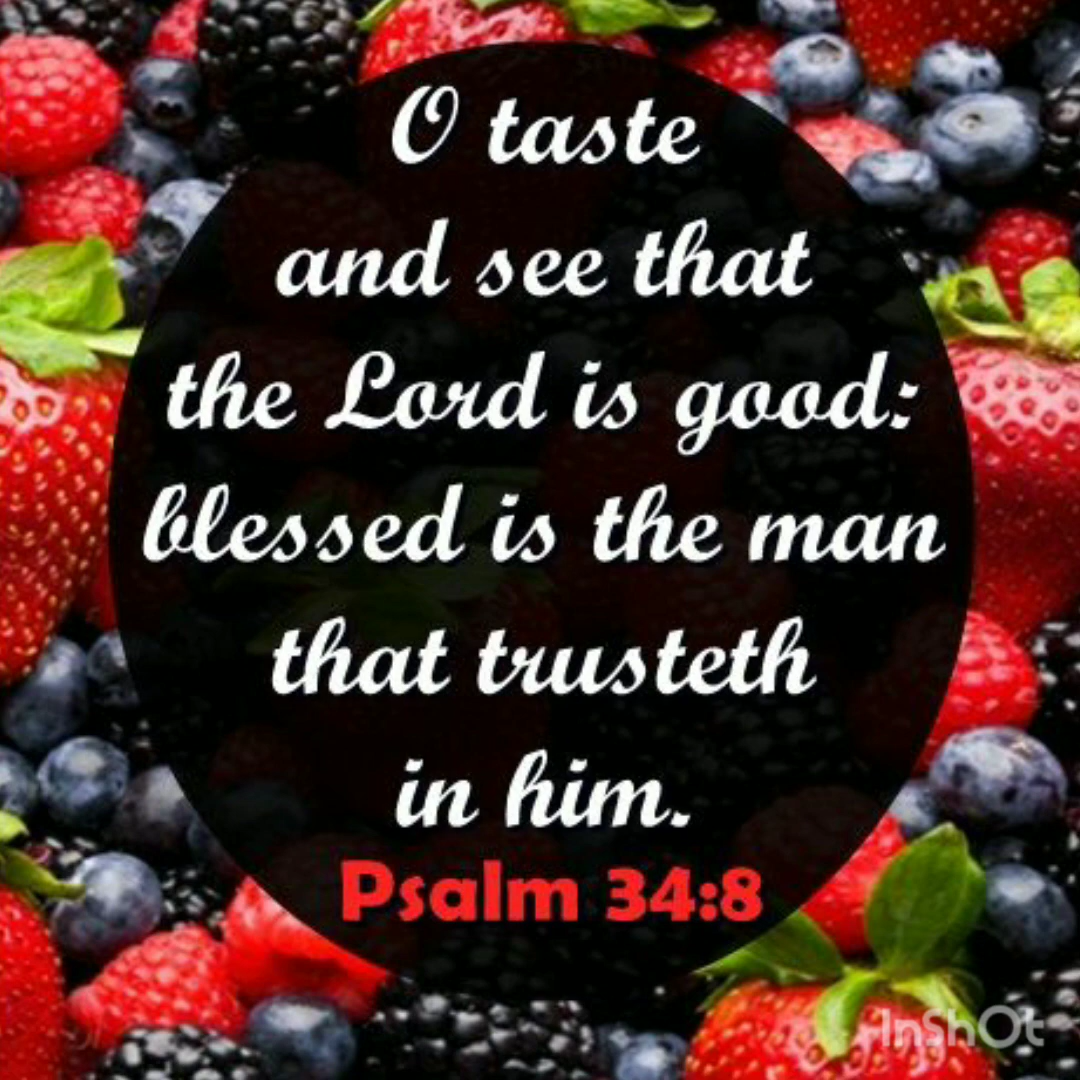 O taste
and see that
the Lord is good:
blessed is the man
that trusteth
in him.
Psalm 34:8
InShOt